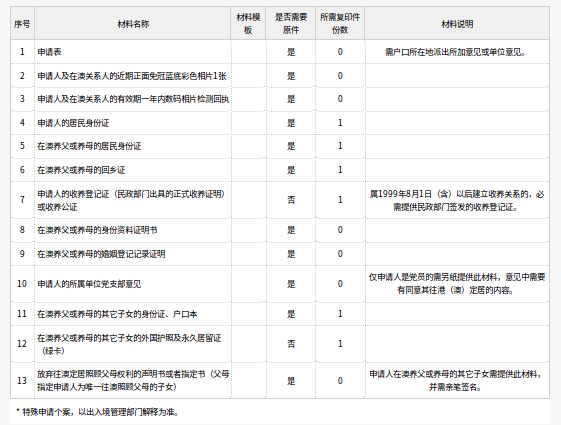 序号 材料名称 材料模板 是否需要原件 所需复印件份数 材料说明
1 申请表 是 0 需户口所在地派出所加意见或单位意见。
2 申请人及在澳关系人的近期正面免冠蓝底彩色相片1张 是 0
3 申请人及在澳关系人的有效期一年内数码相片检测回执 是 0
4 申请人的居民身份证 是 1
5 在澳养父或养母的居民身份证 是 1
6 在澳养父或养母的回乡证 是 1
7 申请人的收养登记证（民政部门出具的正式收养证明）或收养公证 否 1 属1999年8月1日（含）以后建立收养关系的，必需提供民政部门签发的收养登记证。
8 在澳养父或养母的身份资料证明书 是 0
9 在澳养父或养母的婚姻登记记录证明 是 0
10 申请人的所属单位党支部意见 是 0 仅申请人是党员的需另纸提供此材料，意见中需要有同意其往港（澳）定居的内容。
11 在澳养父或养母的其它子女的身份证、户口本 是 1
12 在澳养父或养母的其它子女的外国护照及永久居留证（绿卡） 否 1
13 放弃往澳定居照顾父母权利的声明书或者指定书（父母指定申请人为唯一往澳照顾父母的子女） 是 0 申请人在澳养父或养母的其它子女需提供此材料，并需亲笔签名。
* 特殊申请个案，以出入境管理部门解释为准。